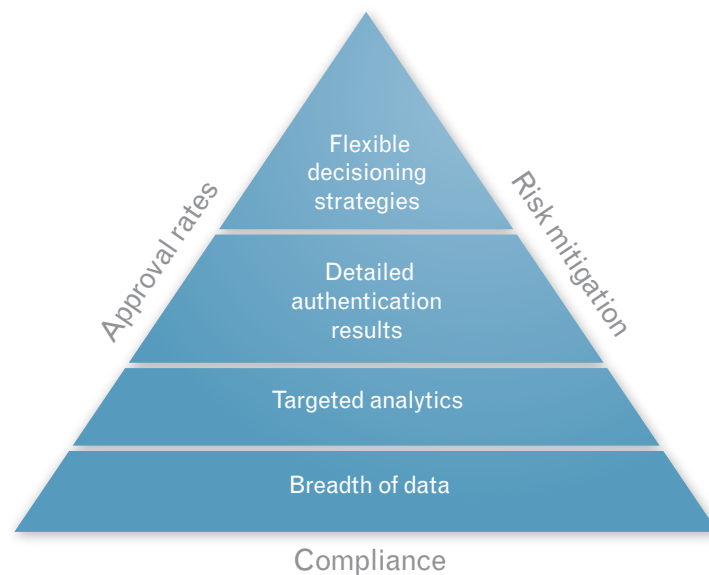 Flexible
decisioning
strategies
Approval rates
Risk mitigation
Detailed
authentication
results
Targeted analytics
Breadth of data
Compliance